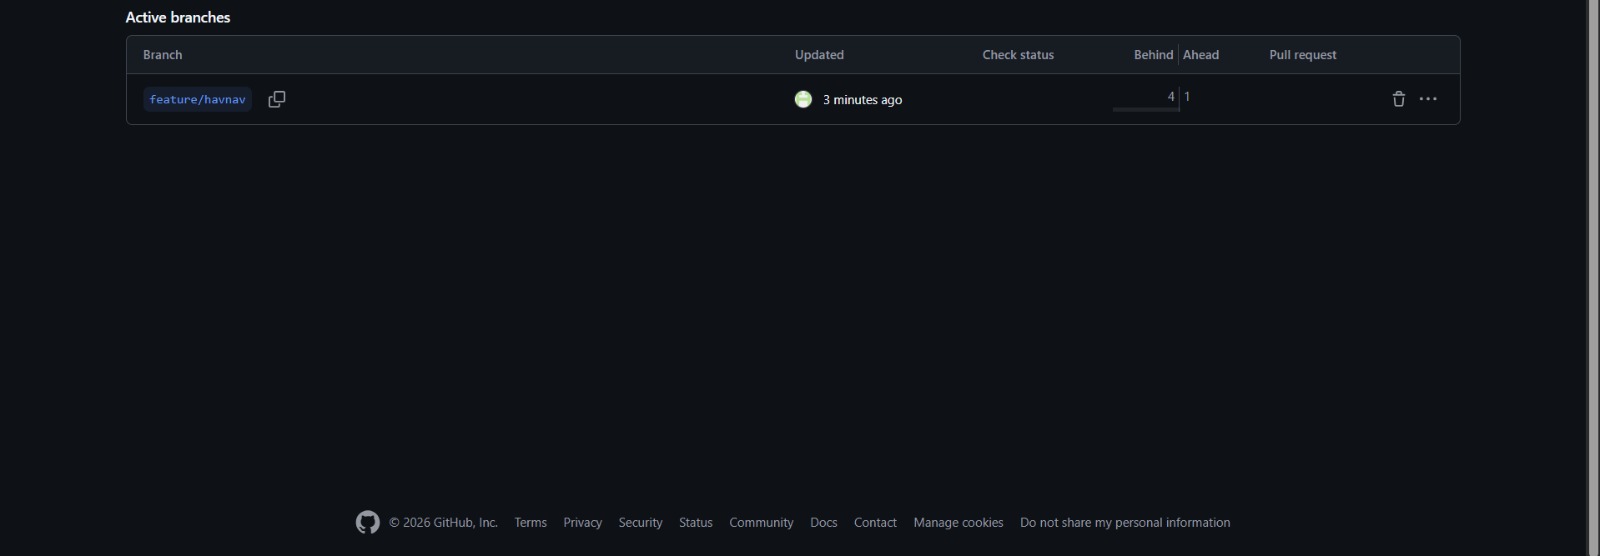 Active branches
Branch Updated Check status Behind Ahead Pull request
feature/havnav 3 minutes ago 4 1
© 2026 GitHub, Inc. Terms Privacy Security Status Community Docs Contact Manage cookies Do not share my personal information